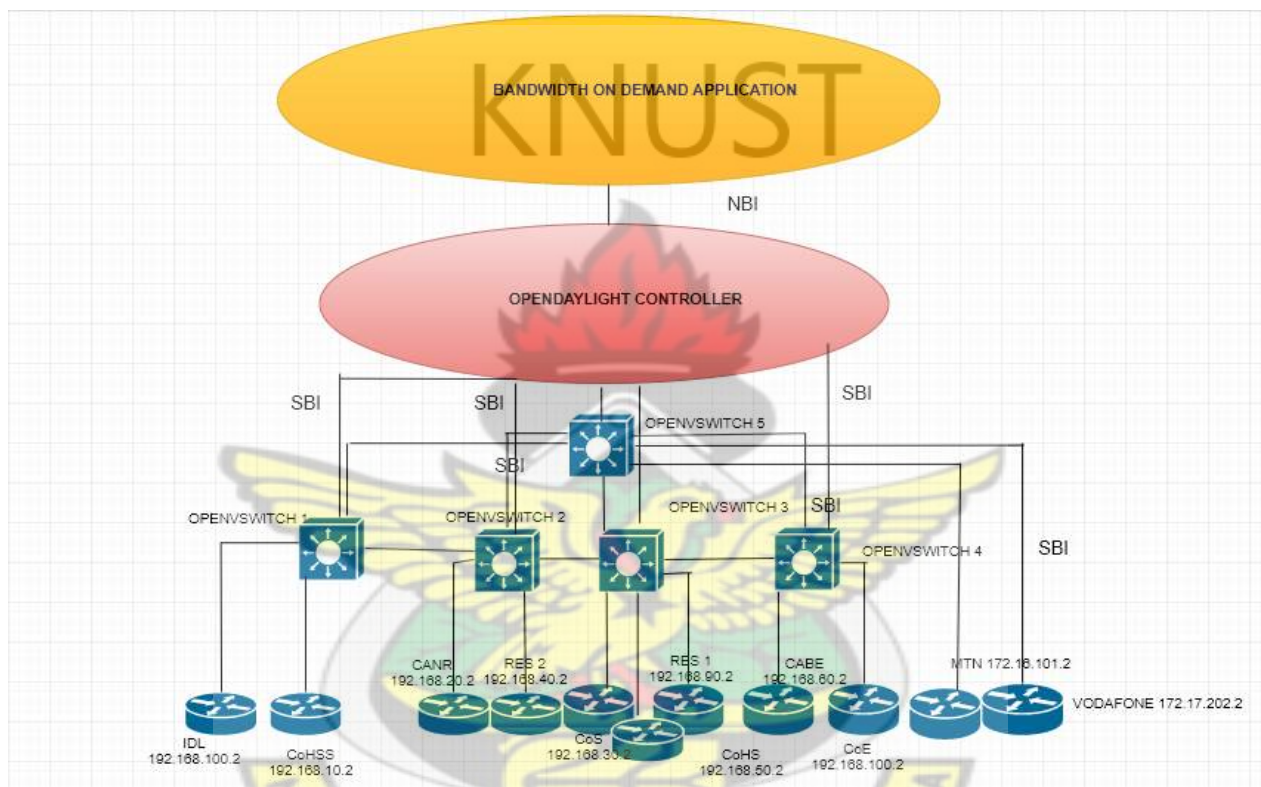 BANDWIDTH ON DEMAND APPLICATION
KNUST
NBI
OPENDAYLIGHT CONTROLLER
SBI
SBI
SBI
OPENVSWITCH 5
SBI
OPENVSWITCH 1
OPENVSWITCH 2
OPENVSWITCH 3
SBI
OPENVSWITCH 4
SBI
CANR
192.168.20.2
RES 2
192.168.40.2
RES 1
192.168.90.2
CABE
192.168.60.2
MTN 172.16.101.2
VODAFONE 172.17.202.2
IDL
192.168.100.2
CoHSS
192.168.10.2
CoS
192.168.30.2
CoHS
192.168.50.2
CoE
192.168.100.2